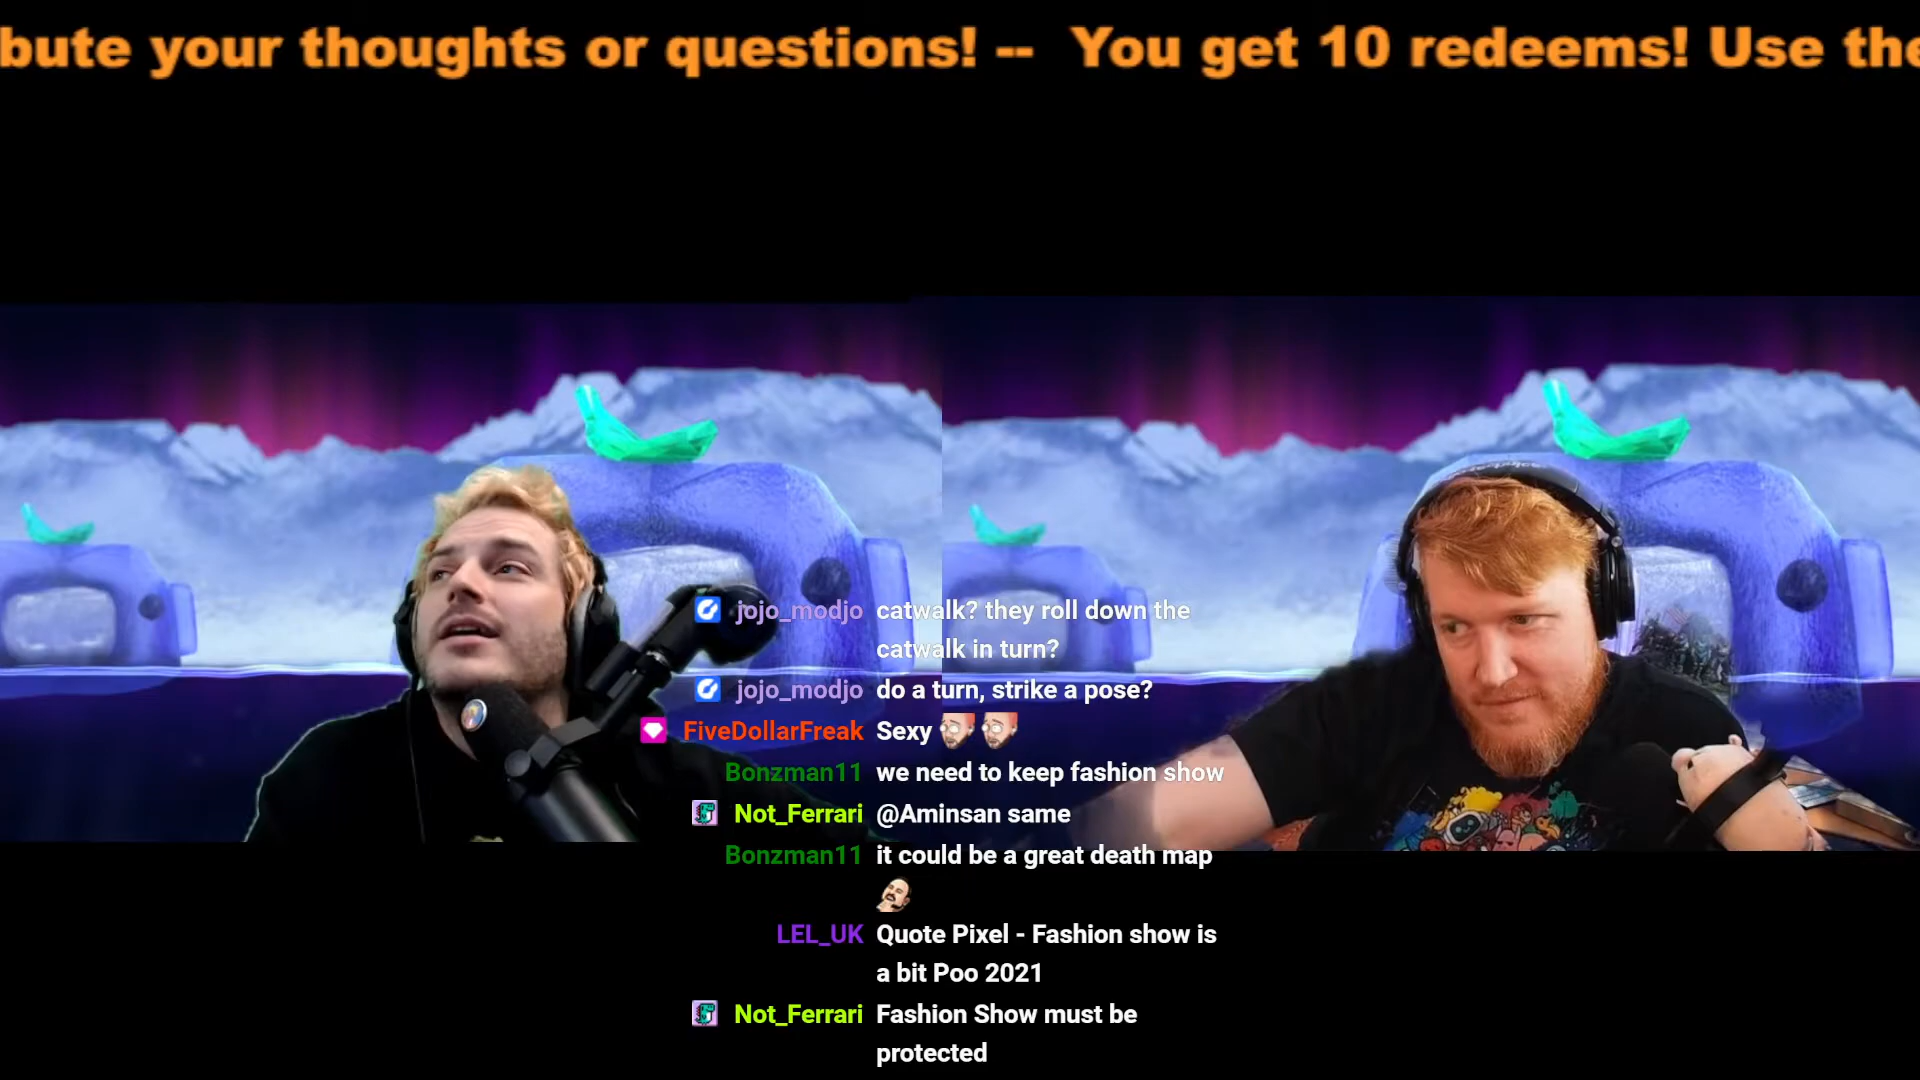 bute your thoughts or questions! -- You get 10 redeems! Use the
jojo_modjo catwalk? they roll down the
catwalk in turn?
jojo_modjo do a turn, strike a pose?
FiveDollarFreak Sexy
Bonzman11 we need to keep fashion show
Not_Ferrari @Aminsan same
Bonzman11 it could be a great death map
LEL_UK Quote Pixel - Fashion show is
a bit Poo 2021
Not_Ferrari Fashion Show must be
protected